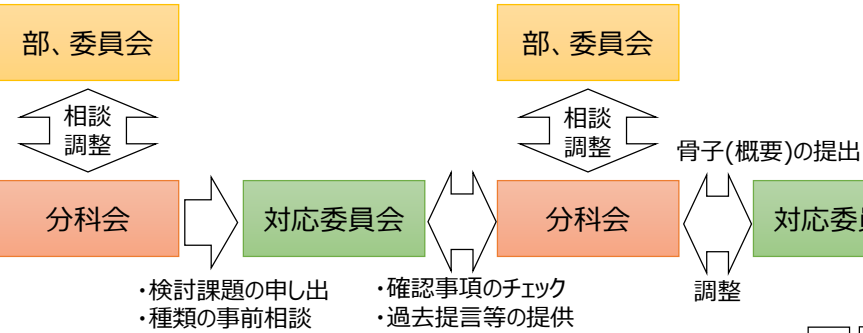 部、委員会
部、委員会
相談
調整
相談
調整
骨子(概要)の提出
分科会
対応委員会
分科会
対応委
・検討課題の申し出
・種類の事前相談
・確認事項のチェック
・過去提言等の提供
調整